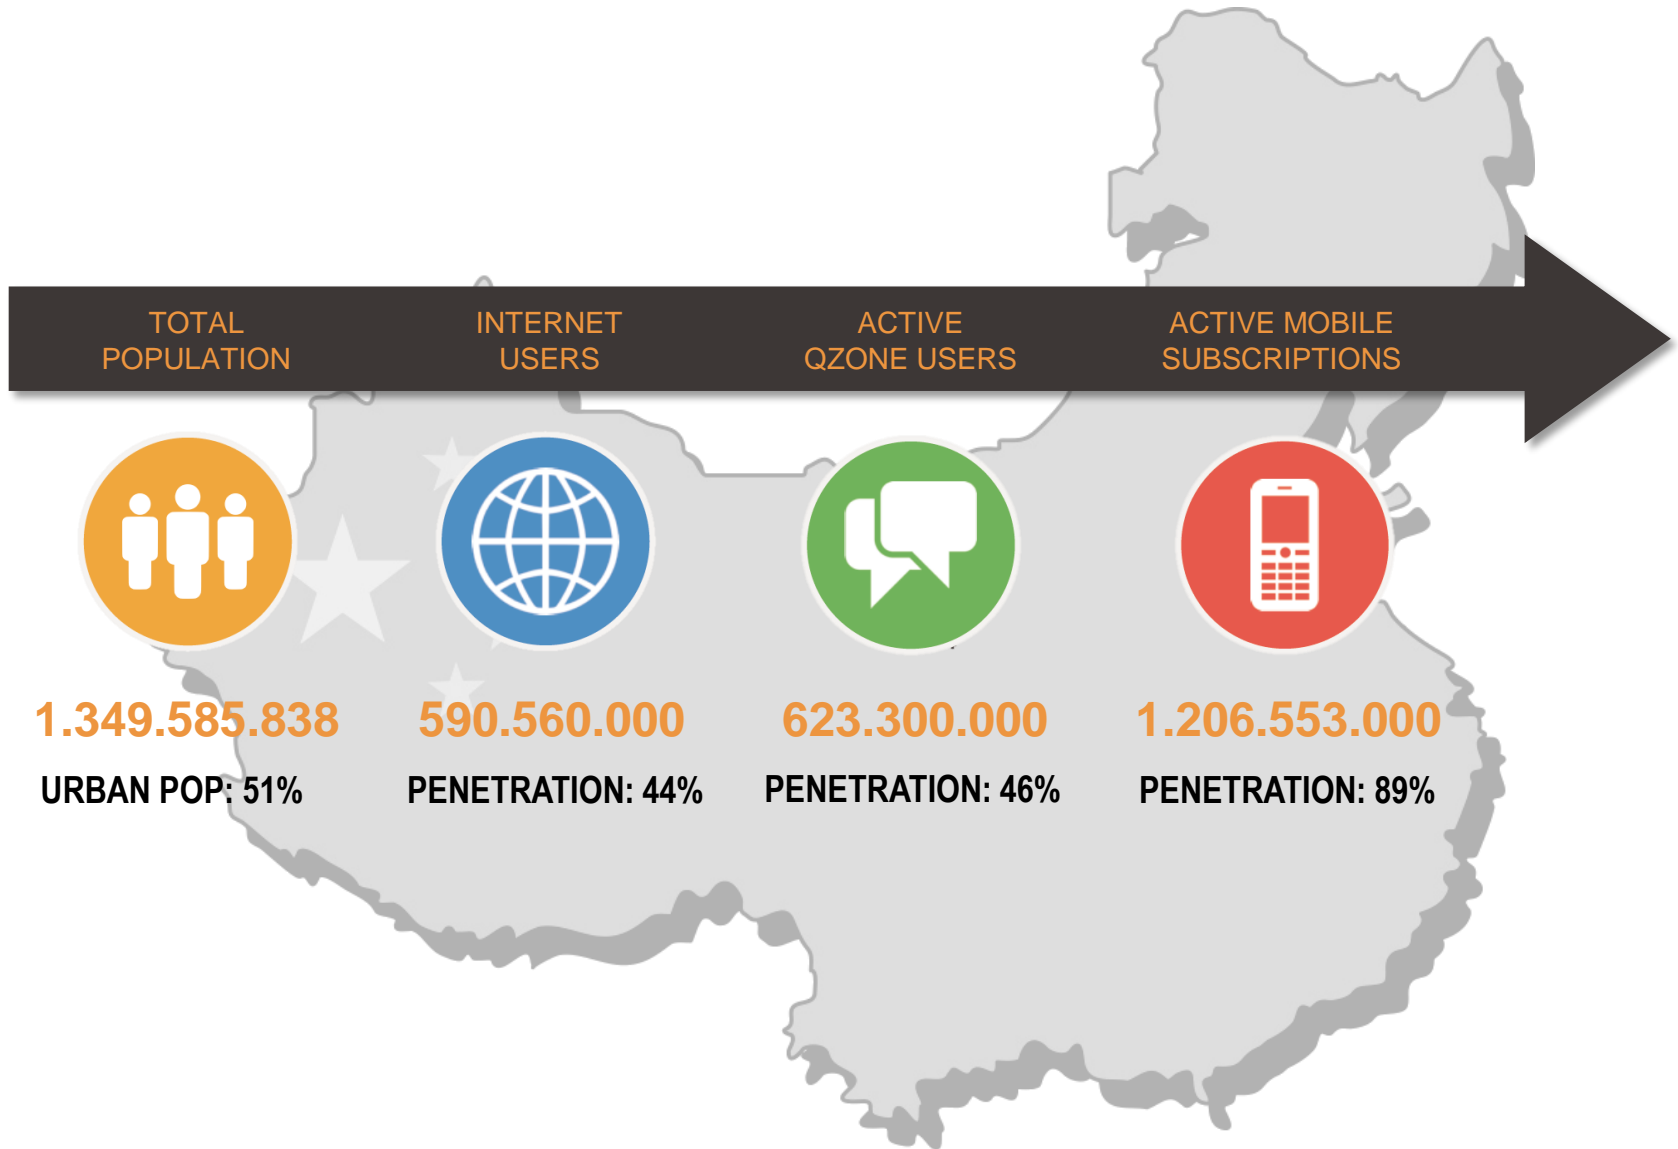 TOTAL
POPULATION
INTERNET
USERS
ACTIVE
QZONE USERS
ACTIVE MOBILE
SUBSCRIPTIONS
1.349.585.838
590.560.000
623.300.000
1.206.553.000
URBAN POP: 51%
PENETRATION: 44%
PENETRATION: 46%
PENETRATION: 89%